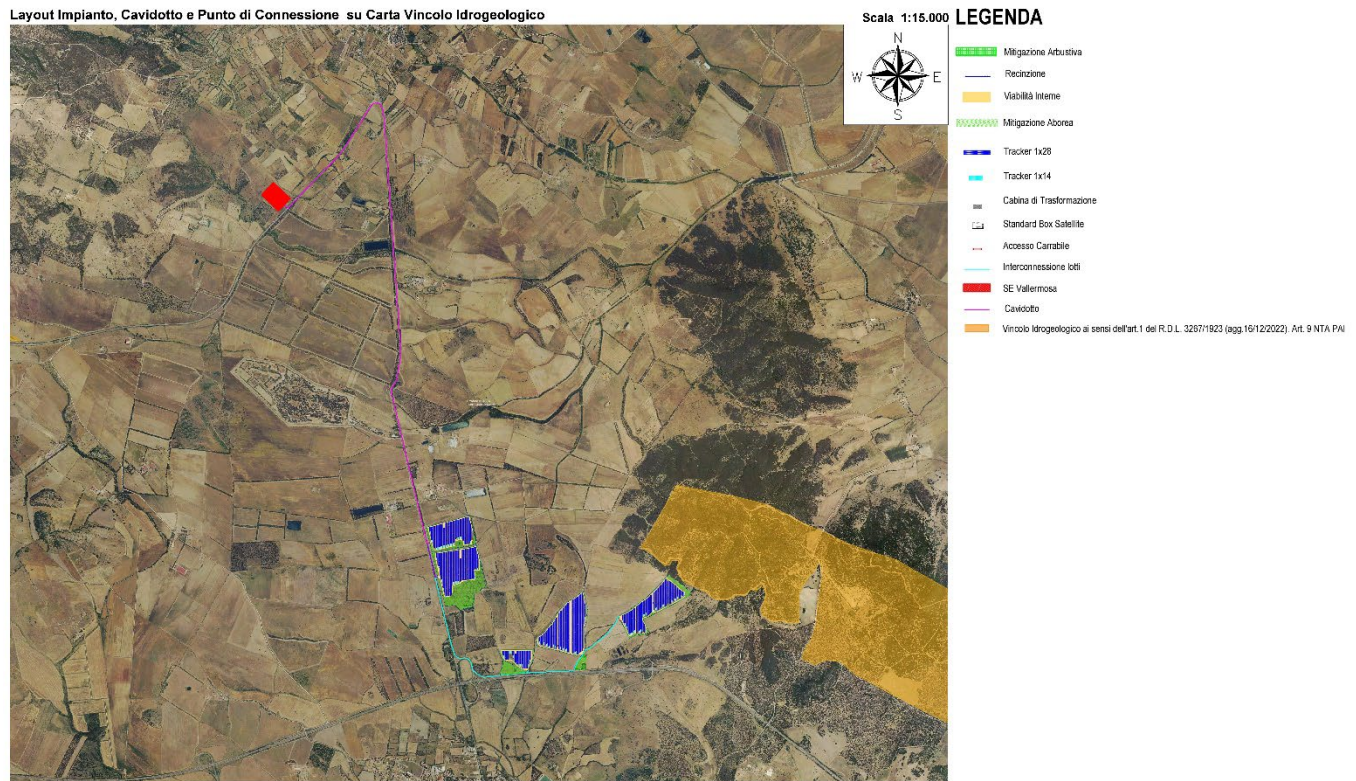 Layout Impianto, Cavidotto e Punto di Connessione su Carta Vincolo Idrogeologico
Scala 1:15.000
N
W E
S
LEGENDA
Mitigazione Arbustiva
Recinzione
Viabilità Interne
Mitigazione Aborea
Tracker 1x28
Tracker 1x14
Cabina di Trasformazione
Standard Box Satellite
Accesso Carrabile
Interconnessione lotti
SE Vallermosa
Cavidotto
Vincolo Idrogeologico ai sensi dell'art.1 del R.D.L. 3267/1923 (agg.16/12/2022). Art. 9 NTA PAI